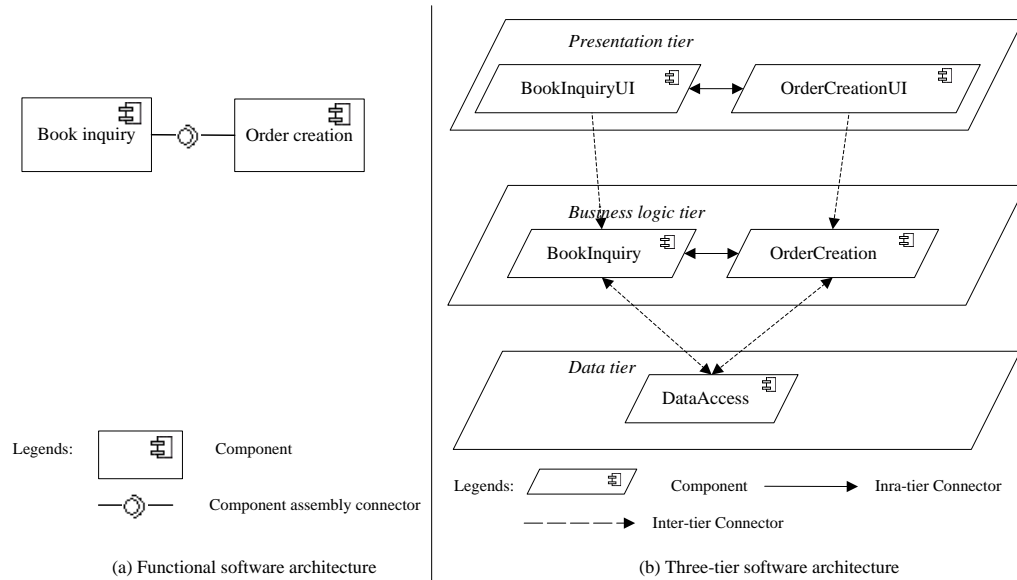 Book inquiry
Order creation
Legends:
Component
Component assembly connector
(a) Functional software architecture
Presentation tier
BookInquiryUI
OrderCreationUI
Business logic tier
BookInquiry
OrderCreation
Data tier
DataAccess
Legends:
Component
Inra-tier Connector
Inter-tier Connector
(b) Three-tier software architecture